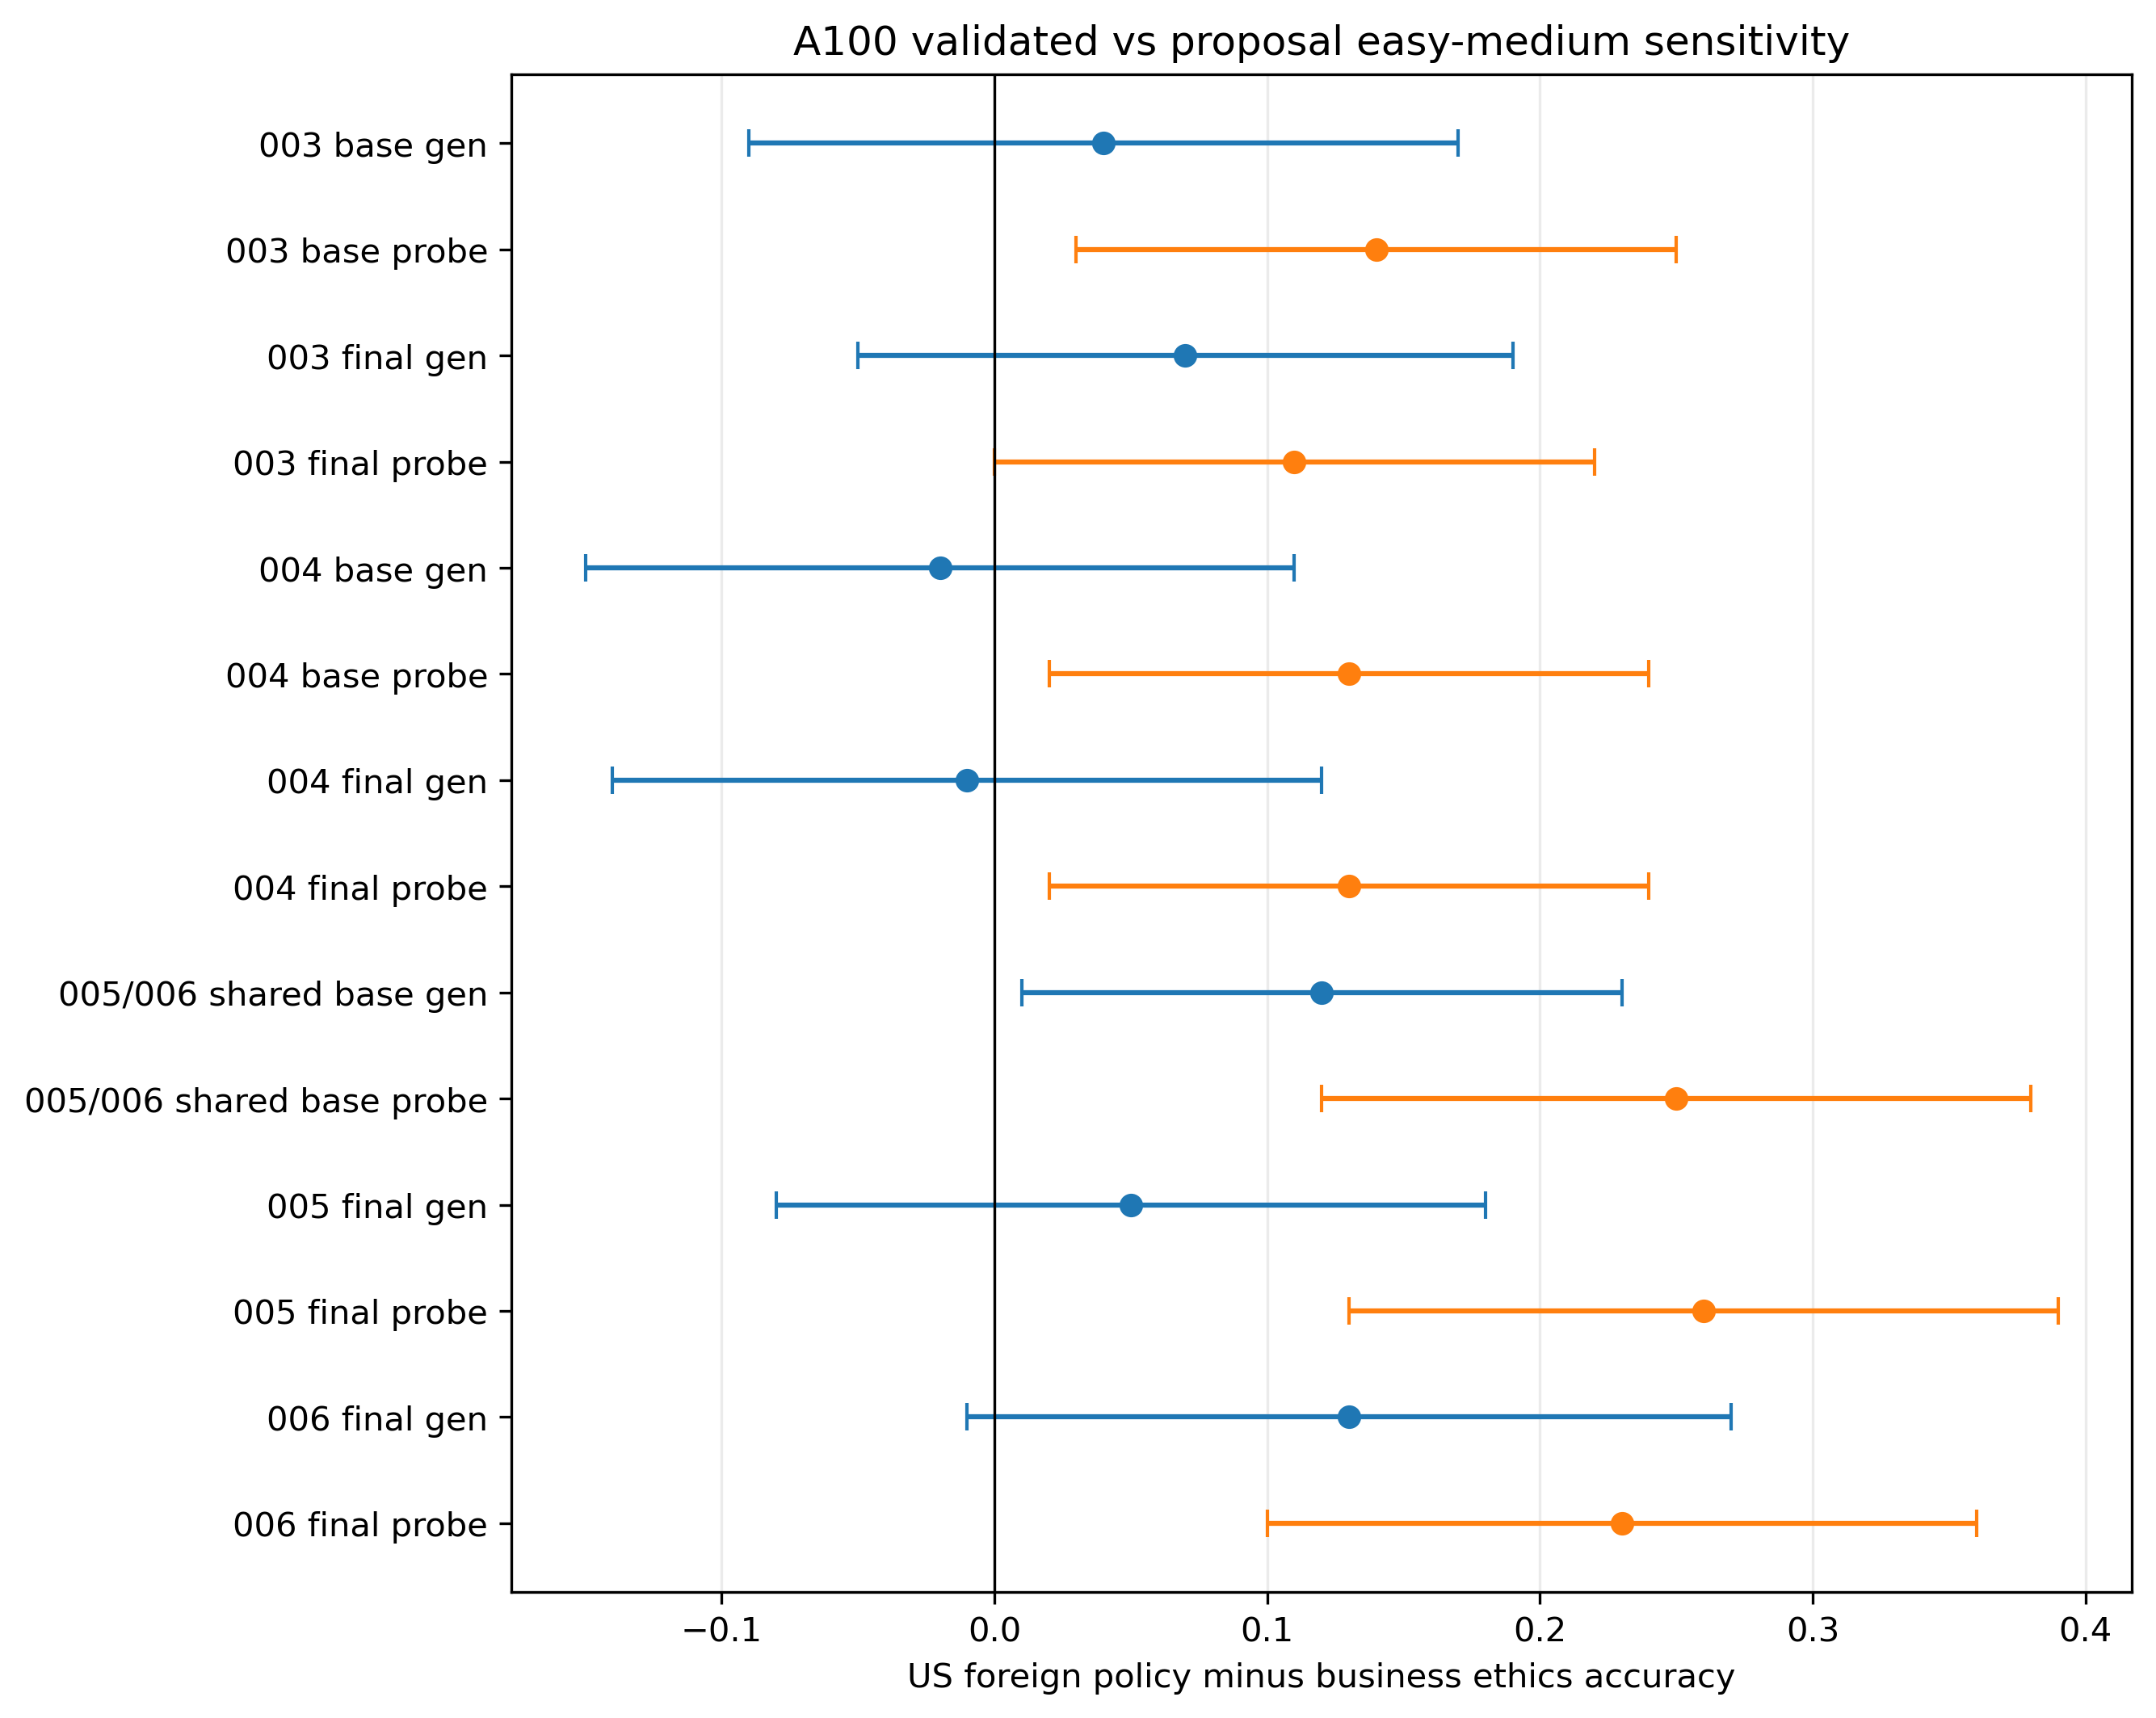 A100 validated vs proposal easy-medium sensitivity
003 base gen
003 base probe
003 final gen
003 final probe
004 base gen
004 base probe
004 final gen
004 final probe
005/006 shared base gen
005/006 shared base probe
005 final gen
005 final probe
006 final gen
006 final probe
−0.1 0.0 0.1 0.2 0.3 0.4
US foreign policy minus business ethics accuracy